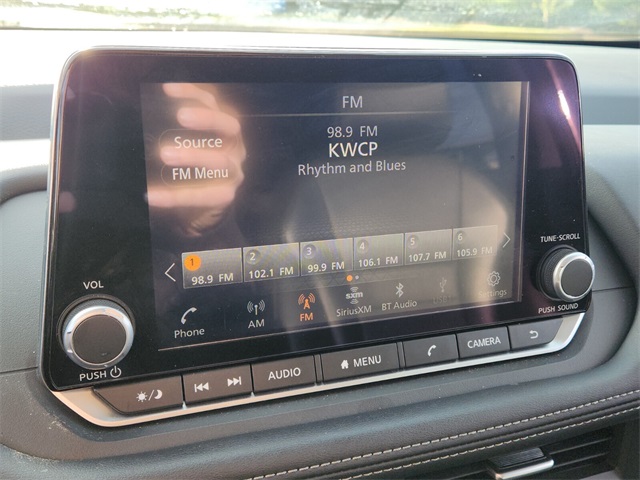 FM
98.9 FM
KWCP
Rhythm and Blues
Source
FM Menu
1 2 3 4 5 6
98.9 FM 102.1 FM 99.9 FM 106.1 FM 107.7 FM 105.9 FM
Phone AM FM sxm SiriusXM BT Audio Settings
VOL
PUSH
TUNE·SCROLL
PUSH SOUND
AUDIO MENU CAMERA